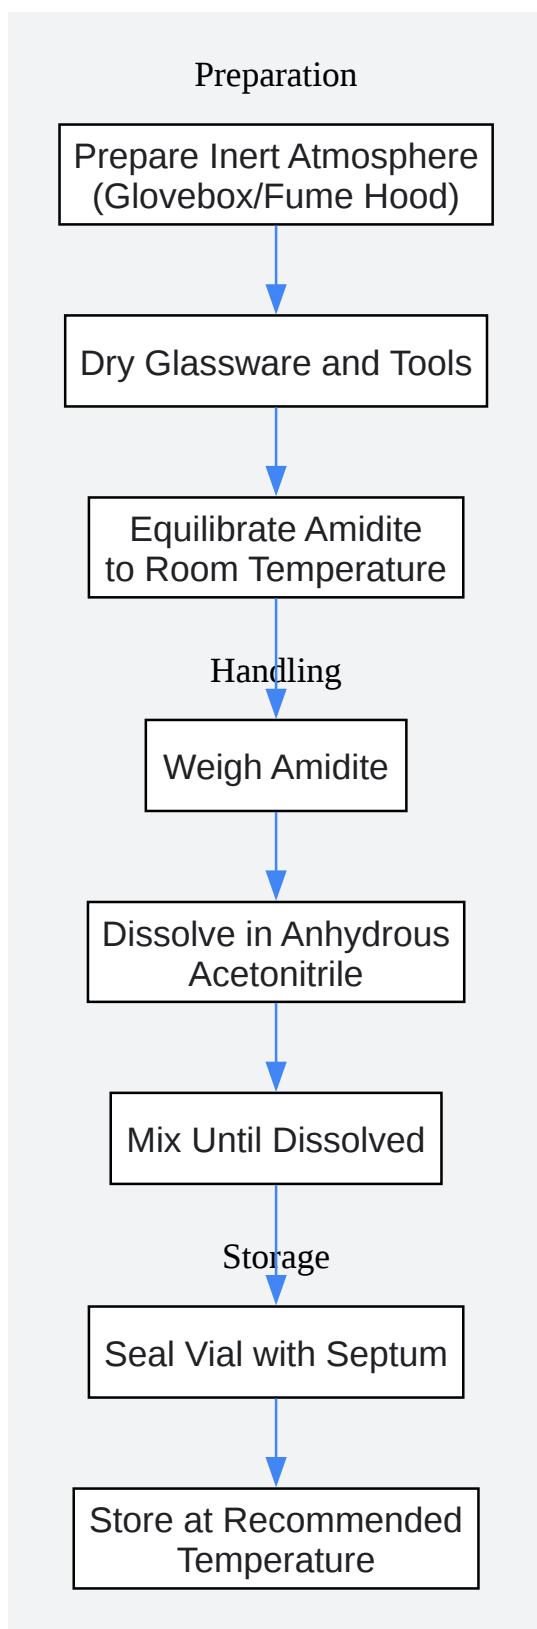 Preparation
Prepare Inert Atmosphere
(Glovebox/Fume Hood)
Dry Glassware and Tools
Equilibrate Amidite
to Room Temperature
Handling
Weigh Amidite
Dissolve in Anhydrous
Acetonitrile
Mix Until Dissolved
Storage
Seal Vial with Septum
Store at Recommended
Temperature